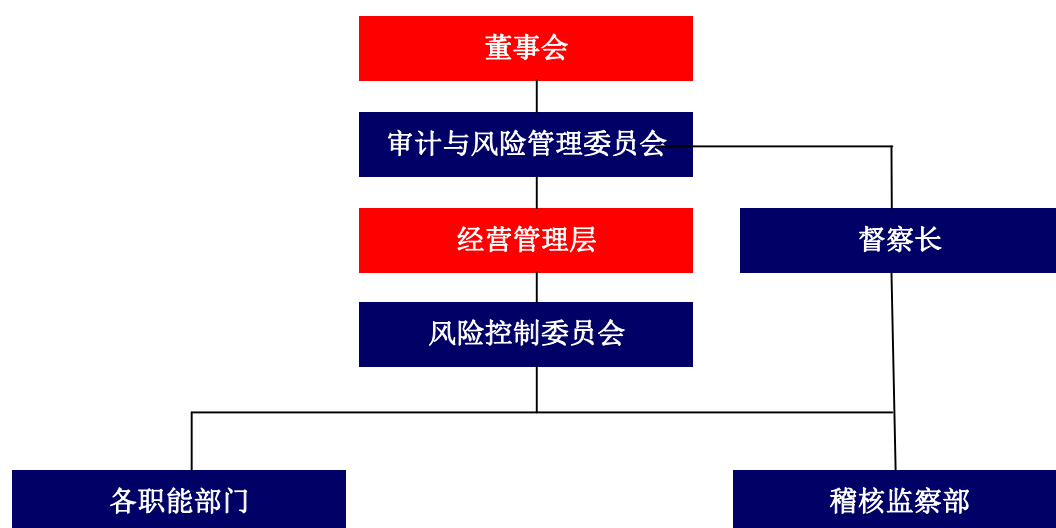 董事会
审计与风险管理委员会
经营管理层
督察长
风险控制委员会
各职能部门
稽核监察部